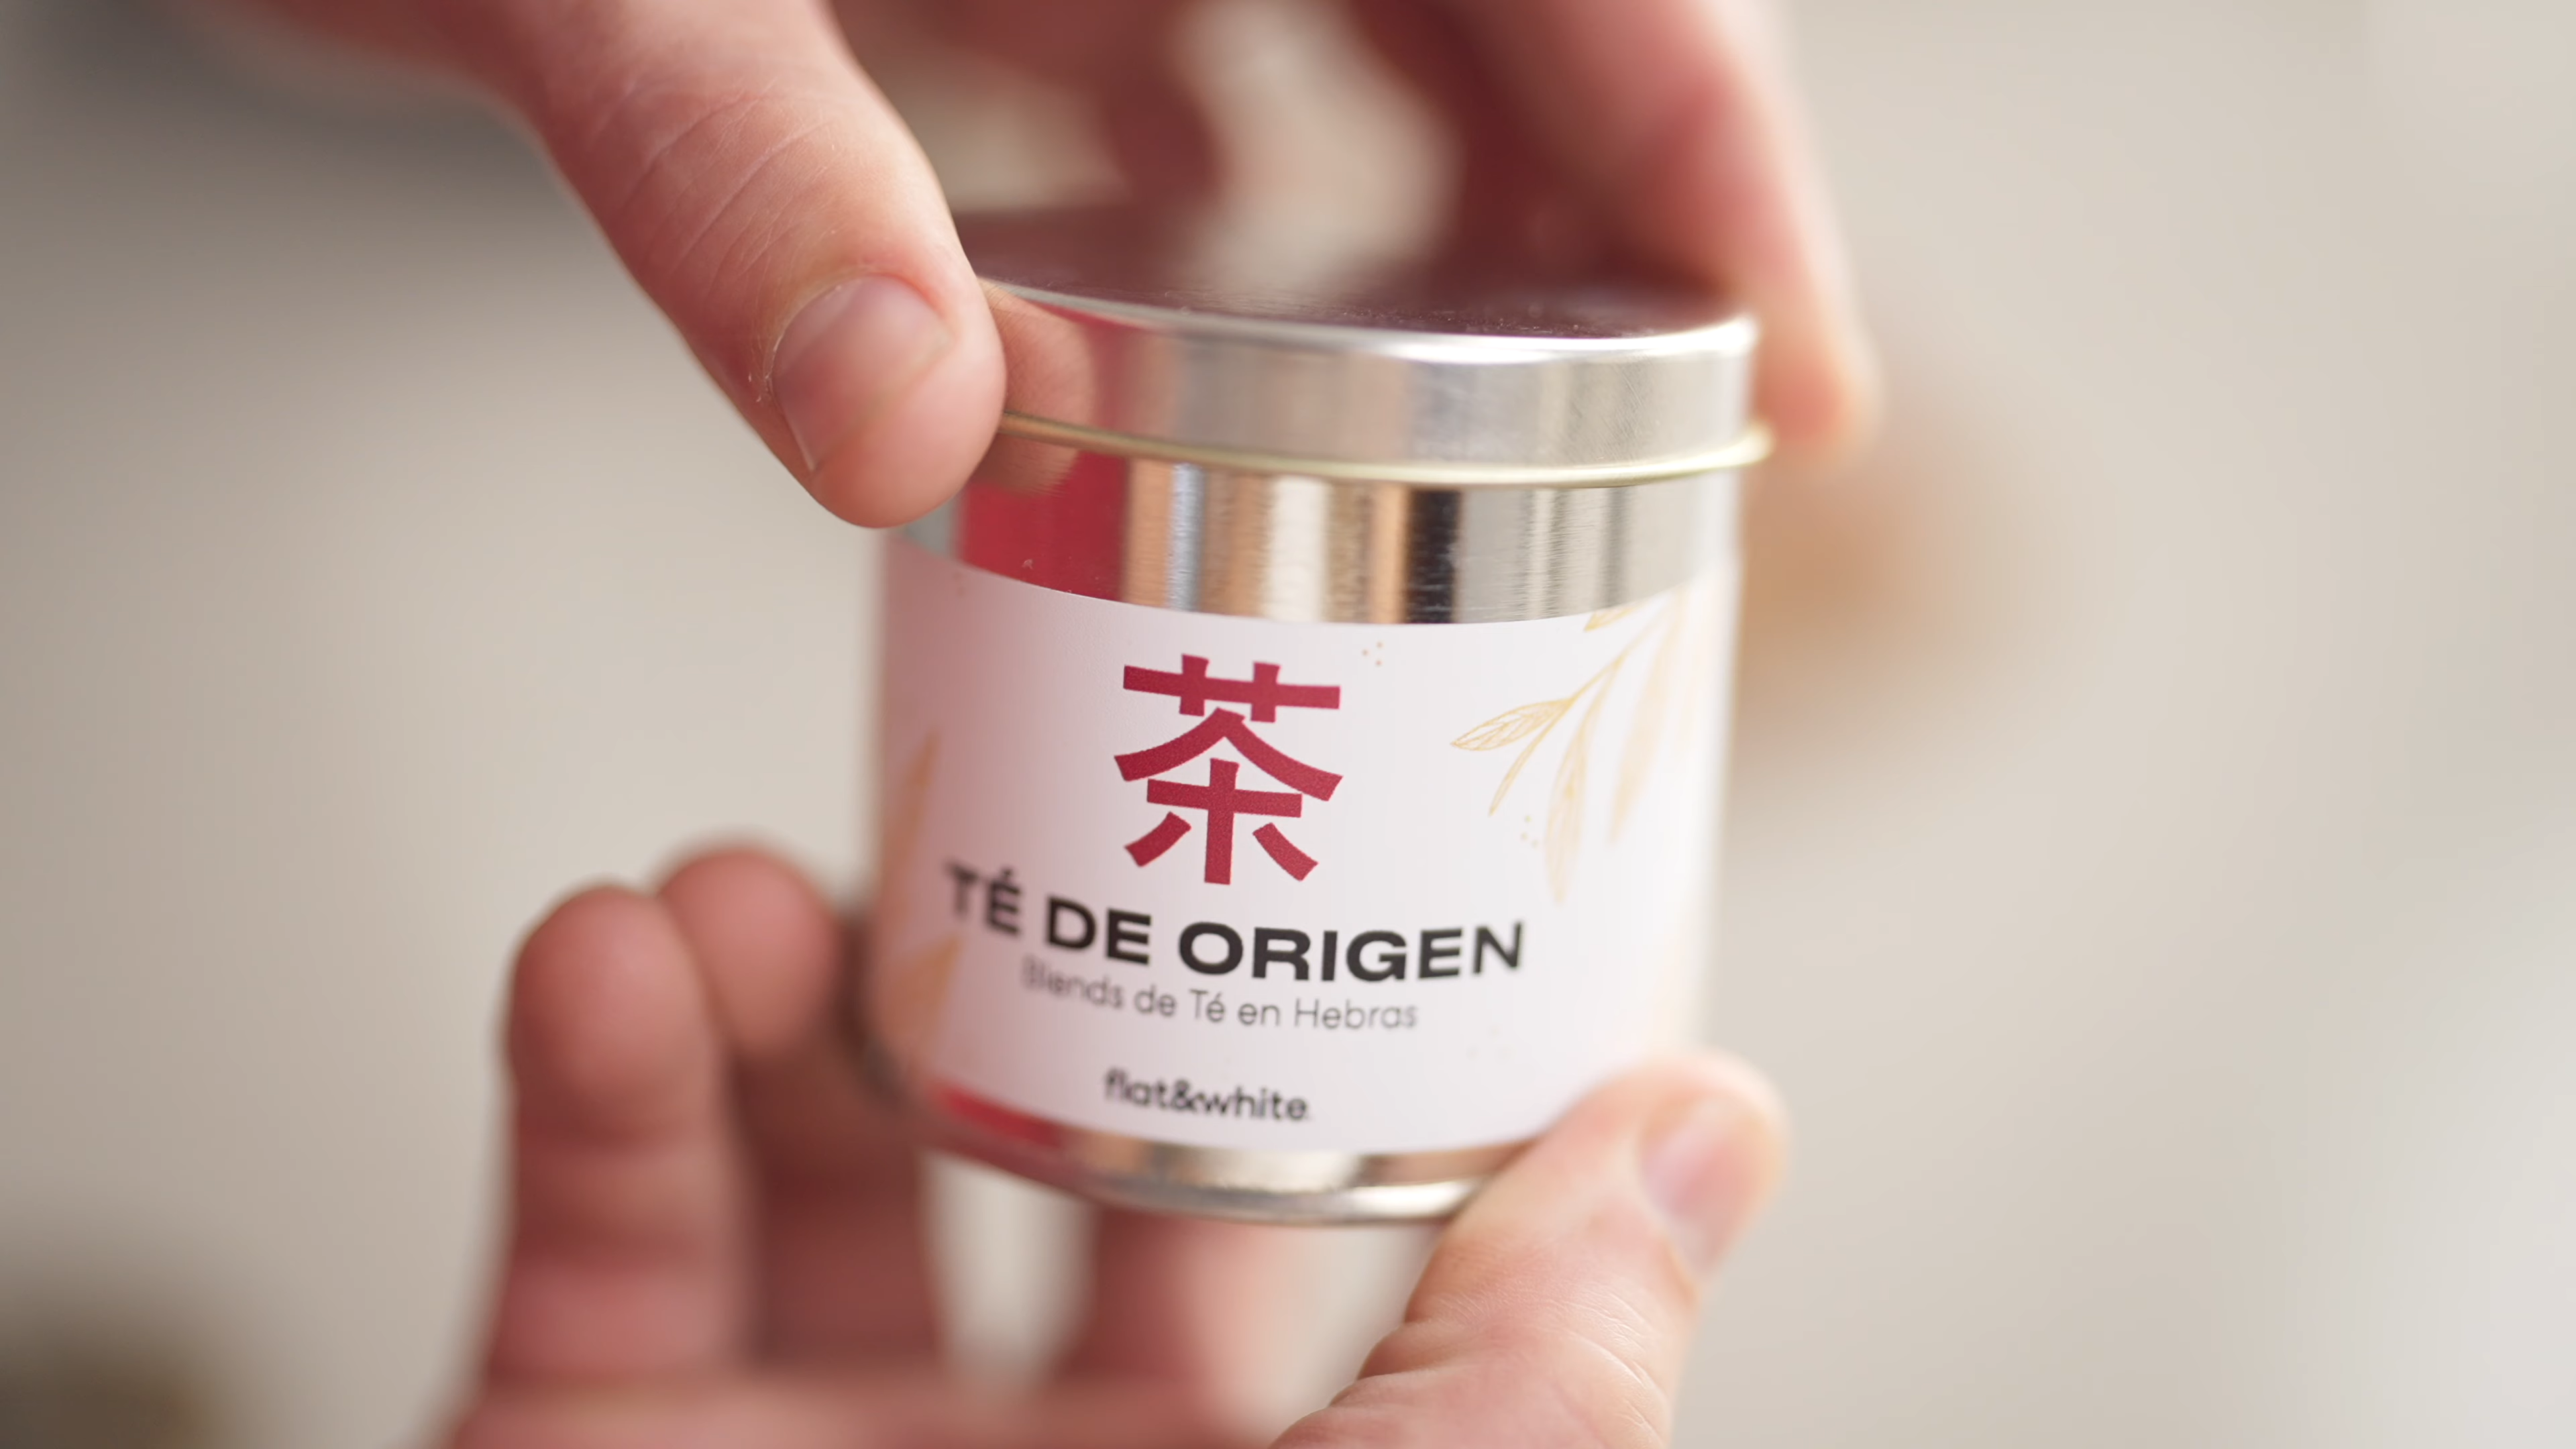 茶
TÉ DE ORIGEN
Blends de Té en Hebras
flat&white